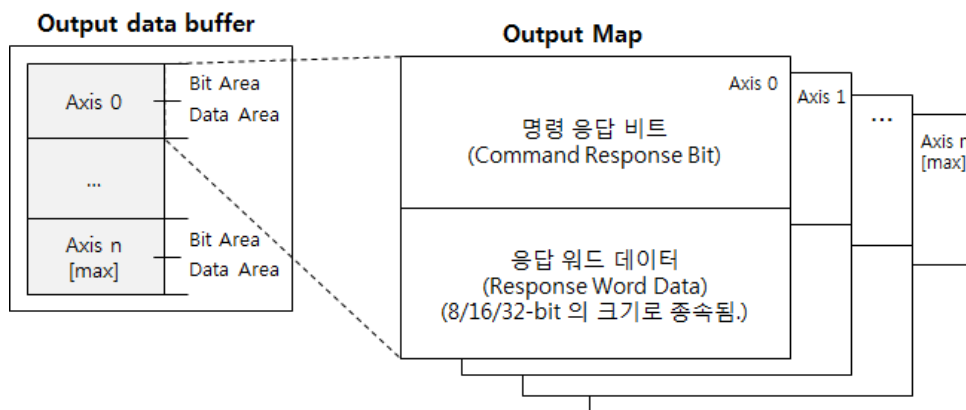 Output data buffer
Axis 0
Bit Area
Data Area
...
Axis n
[max]
Bit Area
Data Area
Output Map
Axis 0
명령 응답 비트
(Command Response Bit)
응답 워드 데이터
(Response Word Data)
(8/16/32-bit 의 크기로 종속됨.)
Axis 1
...
Axis n
[max]